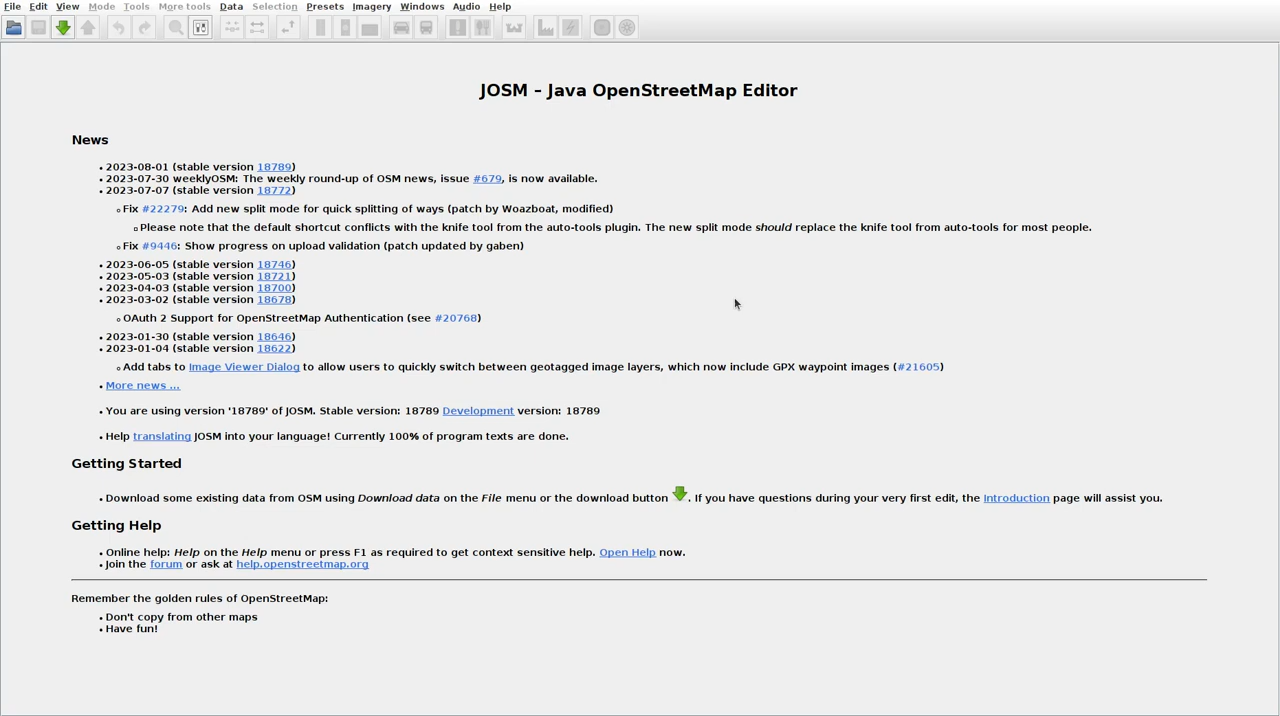 File Edit View Mode Tools More tools Data Selection Presets Imagery Windows Audio Help
JOSM – Java OpenStreetMap Editor
News
2023-08-01 (stable version 18789)
2023-07-30 weeklyOSM: The weekly round-up of OSM news, issue #679, is now available.
2023-07-07 (stable version 18772)
Fix #22279: Add new split mode for quick splitting of ways (patch by Woazboat, modified)
Please note that the default shortcut conflicts with the knife tool from the auto-tools plugin. The new split mode should replace the knife tool from auto-tools for most people.
Fix #9446: Show progress on upload validation (patch updated by gaben)
2023-06-05 (stable version 18746)
2023-05-03 (stable version 18721)
2023-04-03 (stable version 18700)
2023-03-02 (stable version 18678)
OAuth 2 Support for OpenStreetMap Authentication (see #20768)
2023-01-30 (stable version 18646)
2023-01-04 (stable version 18622)
Add tabs to Image Viewer Dialog to allow users to quickly switch between geotagged image layers, which now include GPX waypoint images (#21605)
More news ...
You are using version '18789' of JOSM. Stable version: 18789 Development version: 18789
Help translating JOSM into your language! Currently 100% of program texts are done.
Getting Started
Download some existing data from OSM using Download data on the File menu or the download button . If you have questions during your very first edit, the Introduction page will assist you.
Getting Help
Online help: Help on the Help menu or press F1 as required to get context sensitive help. Open Help now.
Join the forum or ask at help.openstreetmap.org
Remember the golden rules of OpenStreetMap:
Don't copy from other maps
Have fun!